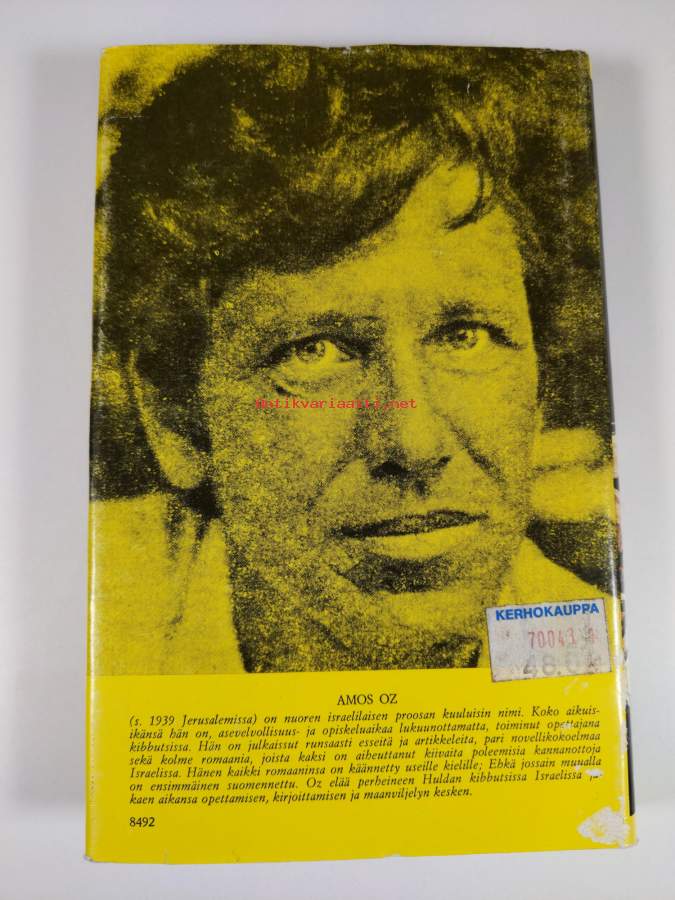 antikvariaatti.net
KERHOKAUPPA
70043
AMOS OZ
(s. 1939 Jerusalemissa) on nuoren israelilaisen proosan kuuluisin nimi. Koko aikuis-
ikänsä hän on, asevelvollisuus- ja opiskeluaikaa lukuunottamatta, toiminut opettajana
kibbutsissa. Hän on julkaissut runsaasti esseitä ja artikkeleita, pari novellikokoelmaa
sekä kolme romaania, joista kaksi on aiheuttanut kiivaita poleemisia kannanottoja
Israelissa. Hänen kaikki romaaninsa on käännetty useille kielille; Ehkä jossain muualla
on ensimmäinen suomennettu. Oz elää perheineen Huldan kibbutsissa Israelissa
kaen aikansa opettamisen, kirjoittamisen ja maanviljelyn kesken.
8492